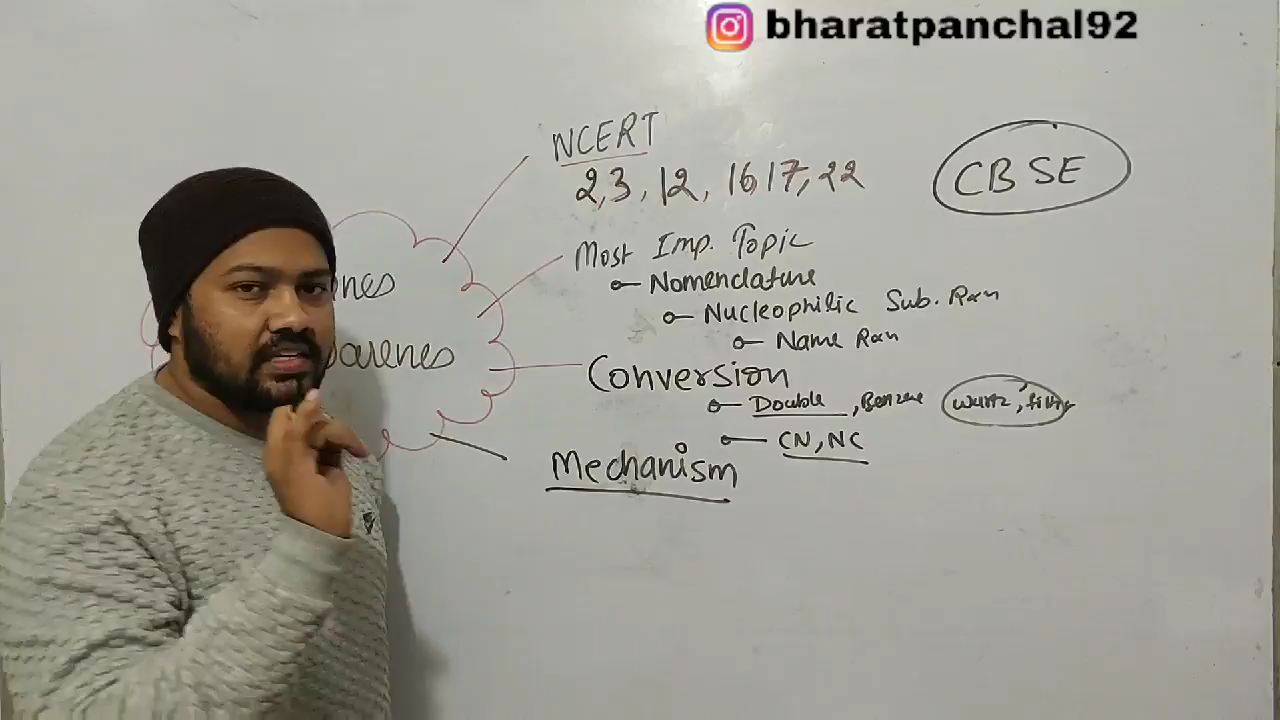 bharatpanchal92
NCERT
2,3, 12, 16,17, 22
CBSE
Most Imp. Topic
Nomenclature
Nucleophilic Sub. Rxn
Name Rxn
Conversion
Double, Benzene
CN, NC
Mechanism